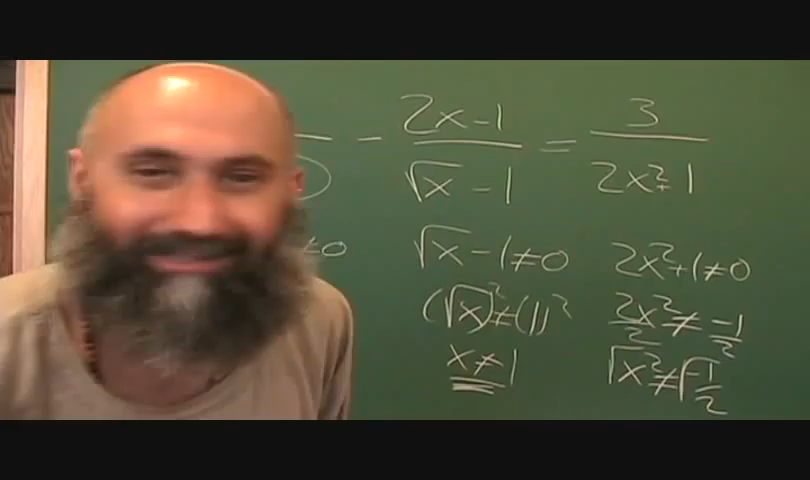 - 2x-1/√x - 1 = 3/2x²+1
≠0 √x - 1≠0 2x²+1≠0
(√x)²≠(1)² 2x²/2 ≠ -1/2
x≠1 √x²≠√-1/2